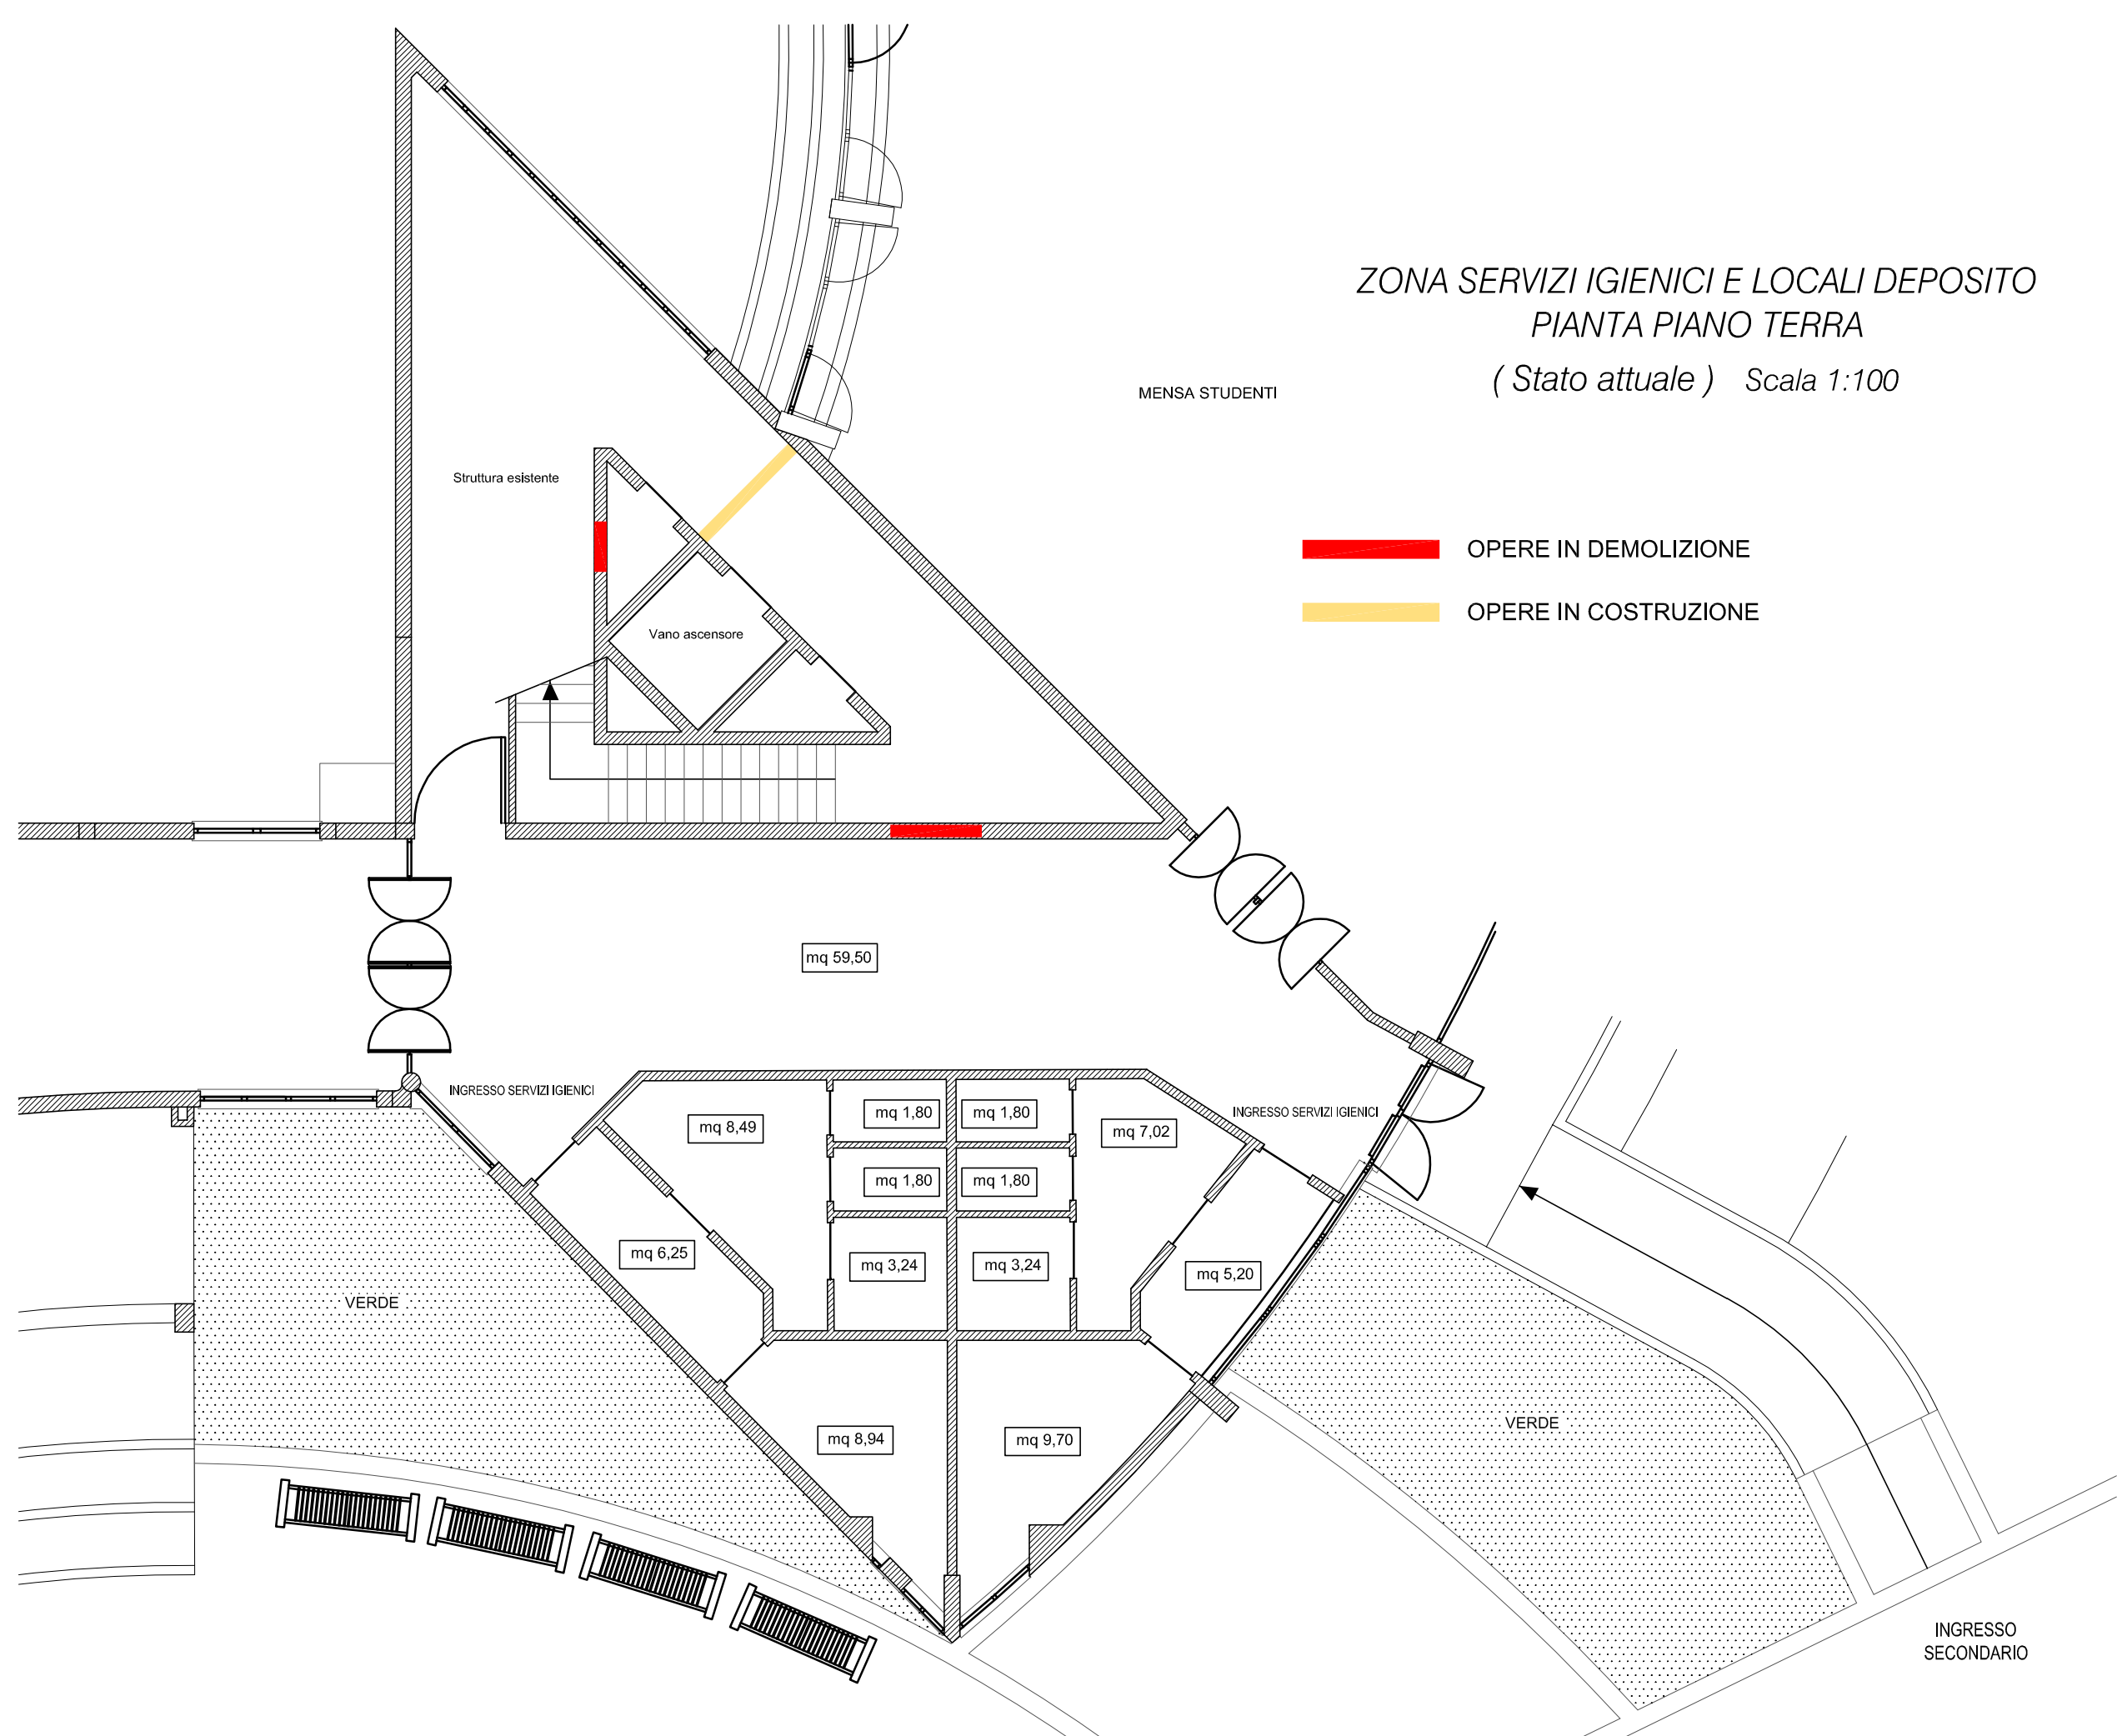 ZONA SERVIZI IGIENICI E LOCALI DEPOSITO
PIANTA PIANO TERRA
( Stato attuale ) Scala 1:100
MENSA STUDENTI
Struttura esistente
OPERE IN DEMOLIZIONE
OPERE IN COSTRUZIONE
Vano ascensore
mq 59,50
INGRESSO SERVIZI IGIENICI
INGRESSO SERVIZI IGIENICI
mq 8,49
mq 1,80
mq 1,80
mq 7,02
mq 1,80
mq 1,80
mq 6,25
mq 3,24
mq 3,24
mq 5,20
VERDE
VERDE
mq 8,94
mq 9,70
INGRESSO
SECONDARIO